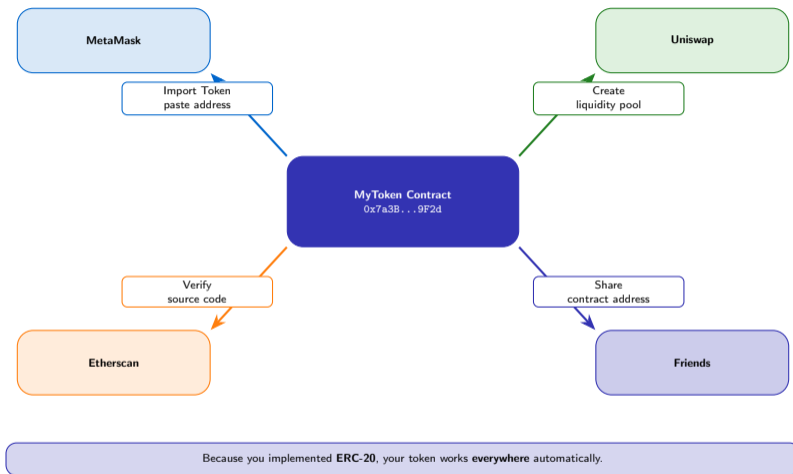 MetaMask
Uniswap
Import Token
paste address
Create
liquidity pool
MyToken Contract
0x7a3B...9F2d
Verify
source code
Share
contract address
Etherscan
Friends
Because you implemented ERC-20, your token works everywhere automatically.